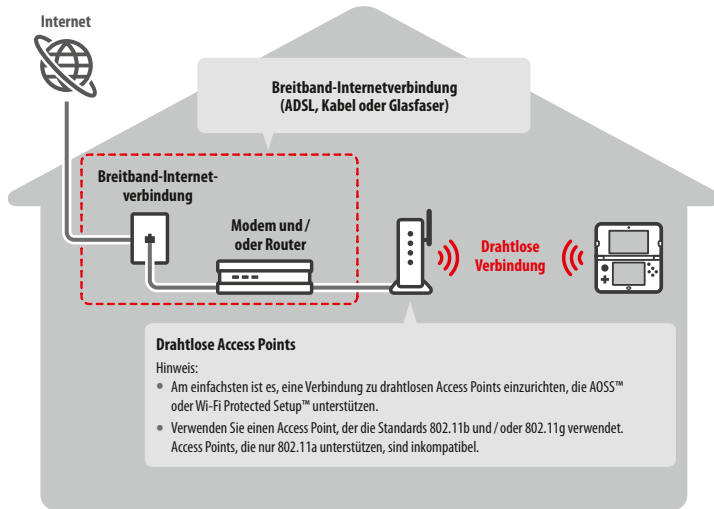 Internet
Breitband-Internetverbindung
(ADSL, Kabel oder Glasfaser)
Breitband-Internet-
verbindung
Modem und /
oder Router
Drahtlose
Verbindung
Drahtlose Access Points
Hinweis:
• Am einfachsten ist es, eine Verbindung zu drahtlosen Access Points einzurichten, die AOSS™
oder Wi-Fi Protected Setup™ unterstützen.
• Verwenden Sie einen Access Point, der die Standards 802.11b und / oder 802.11g verwendet.
Access Points, die nur 802.11a unterstützen, sind inkompatibel.